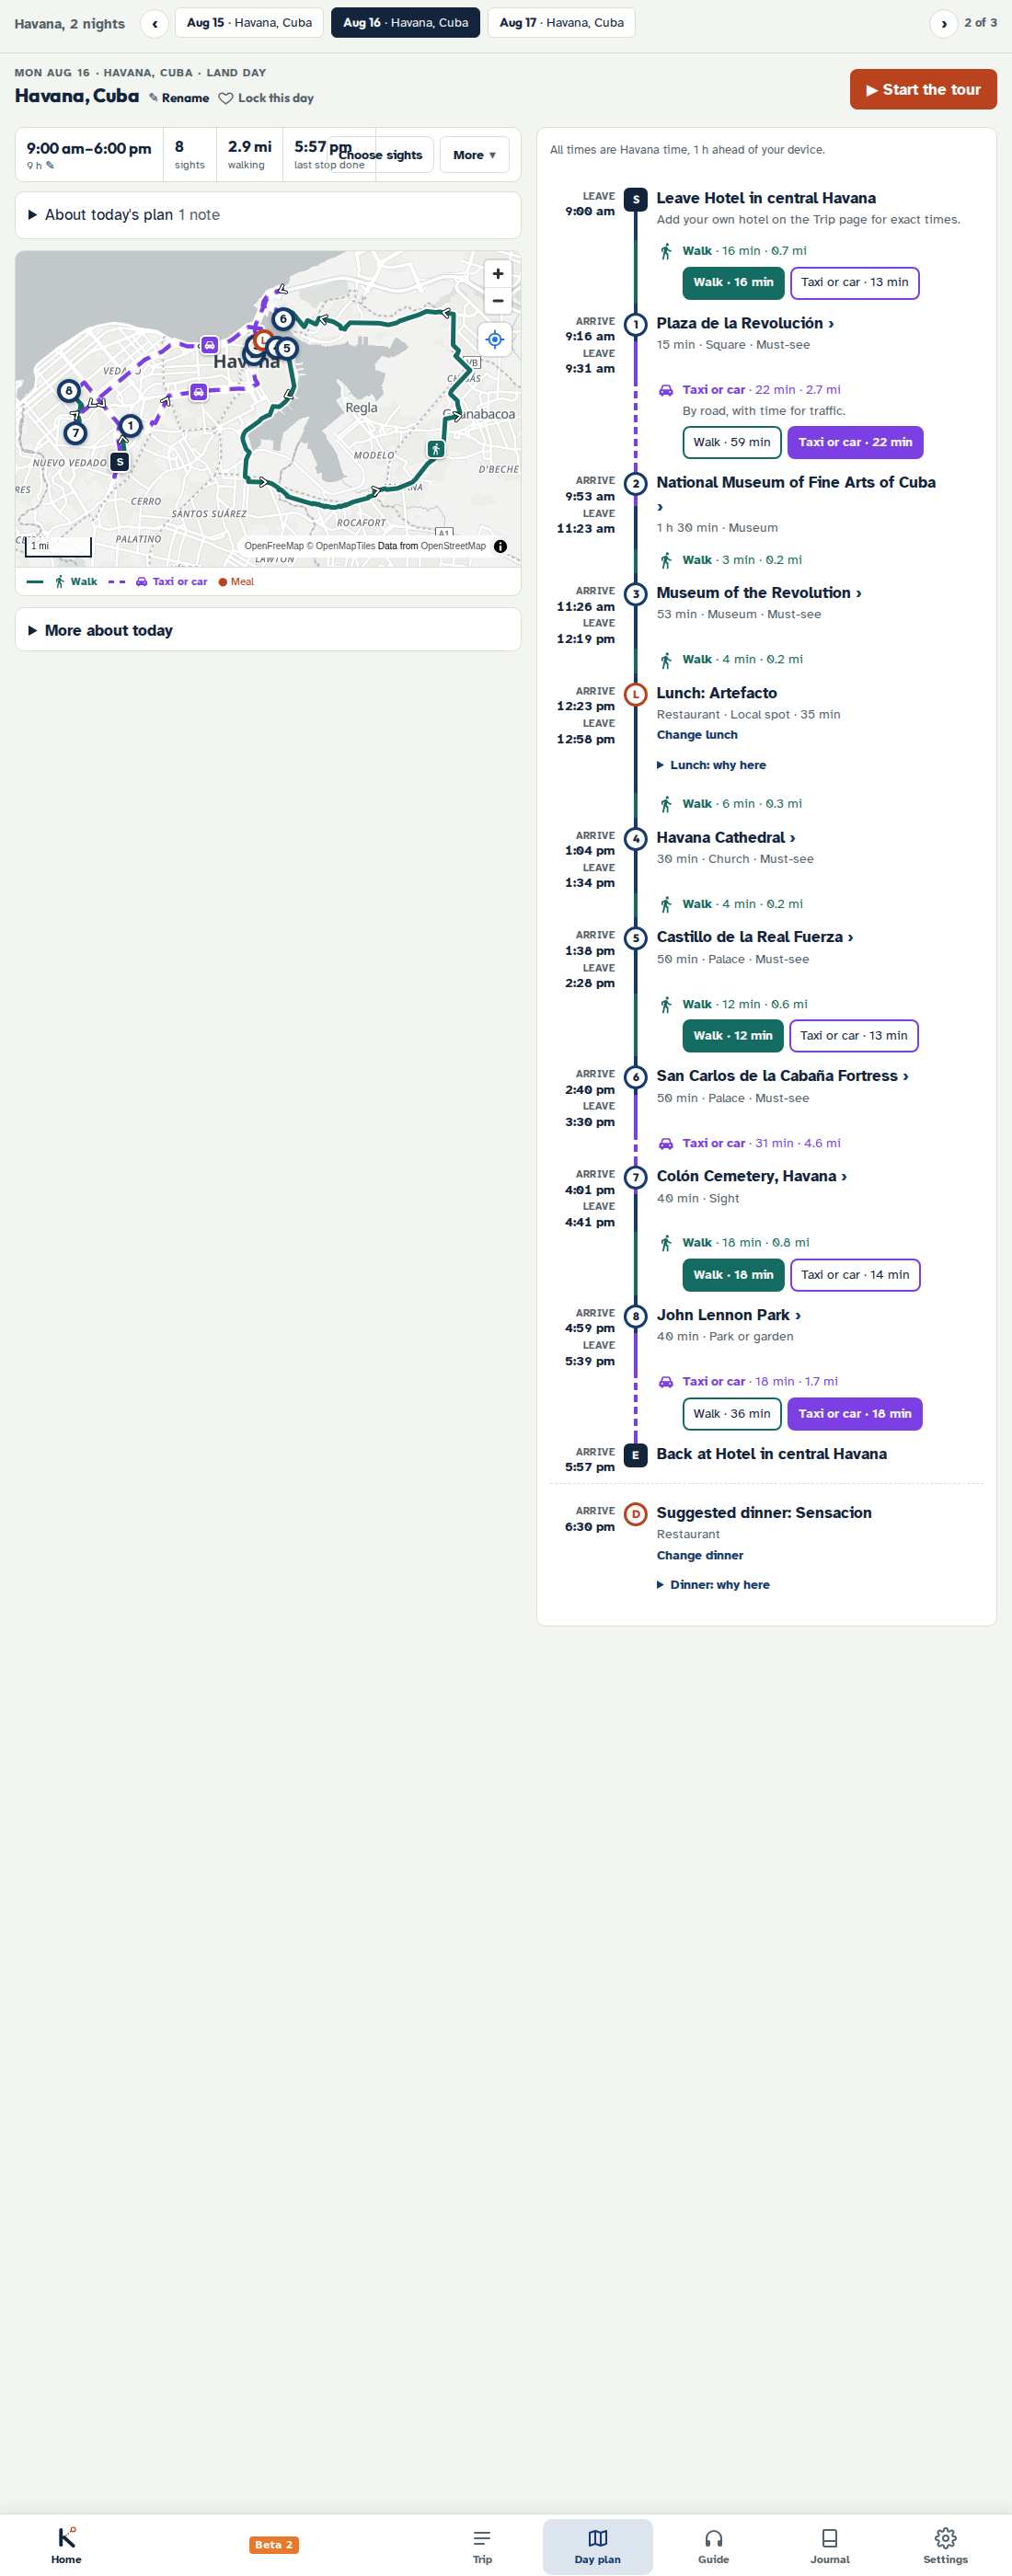 Havana, 2 nights
‹
Aug 15 · Havana, Cuba
Aug 16 · Havana, Cuba
Aug 17 · Havana, Cuba
›
2 of 3
MON AUG 16 · HAVANA, CUBA · LAND DAY
Havana, Cuba ✎ Rename ♡ Lock this day
▶ Start the tour
9:00 am–6:00 pm
9 h ✎
8
sights
2.9 mi
walking
5:57 pm
last stop done
Choose sights
More ▾
▶ About today's plan 1 note
+
−
6
5
8
7
1
S
L
Regla
MODELO
D'BECHE
NUEVO VEDADO
CERRO
SANTOS SUÁREZ
PALATINO
ROCAFORT
LAWTON
A1
1 mi
OpenFreeMap © OpenMapTiles Data from OpenStreetMap
Walk
Taxi or car
Meal
▶ More about today
All times are Havana time, 1 h ahead of your device.
LEAVE
9:00 am
S
Leave Hotel in central Havana
Add your own hotel on the Trip page for exact times.
Walk · 16 min · 0.7 mi
Walk · 16 min
Taxi or car · 13 min
ARRIVE
9:16 am
LEAVE
9:31 am
1
Plaza de la Revolución ›
15 min · Square · Must-see
Taxi or car · 22 min · 2.7 mi
By road, with time for traffic.
Walk · 59 min
Taxi or car · 22 min
ARRIVE
9:53 am
LEAVE
11:23 am
2
National Museum of Fine Arts of Cuba
›
1 h 30 min · Museum
Walk · 3 min · 0.2 mi
ARRIVE
11:26 am
LEAVE
12:19 pm
3
Museum of the Revolution ›
53 min · Museum · Must-see
Walk · 4 min · 0.2 mi
ARRIVE
12:23 pm
LEAVE
12:58 pm
L
Lunch: Artefacto
Restaurant · Local spot · 35 min
Change lunch
▶ Lunch: why here
Walk · 6 min · 0.3 mi
ARRIVE
1:04 pm
LEAVE
1:34 pm
4
Havana Cathedral ›
30 min · Church · Must-see
Walk · 4 min · 0.2 mi
ARRIVE
1:38 pm
LEAVE
2:28 pm
5
Castillo de la Real Fuerza ›
50 min · Palace · Must-see
Walk · 12 min · 0.6 mi
Walk · 12 min
Taxi or car · 13 min
ARRIVE
2:40 pm
LEAVE
3:30 pm
6
San Carlos de la Cabaña Fortress ›
50 min · Palace · Must-see
Taxi or car · 31 min · 4.6 mi
ARRIVE
4:01 pm
LEAVE
4:41 pm
7
Colón Cemetery, Havana ›
40 min · Sight
Walk · 18 min · 0.8 mi
Walk · 18 min
Taxi or car · 14 min
ARRIVE
4:59 pm
LEAVE
5:39 pm
8
John Lennon Park ›
40 min · Park or garden
Taxi or car · 18 min · 1.7 mi
Walk · 36 min
Taxi or car · 18 min
ARRIVE
5:57 pm
E
Back at Hotel in central Havana
ARRIVE
6:30 pm
D
Suggested dinner: Sensacion
Restaurant
Change dinner
▶ Dinner: why here
Home
Beta 2
Trip
Day plan
Guide
Journal
Settings